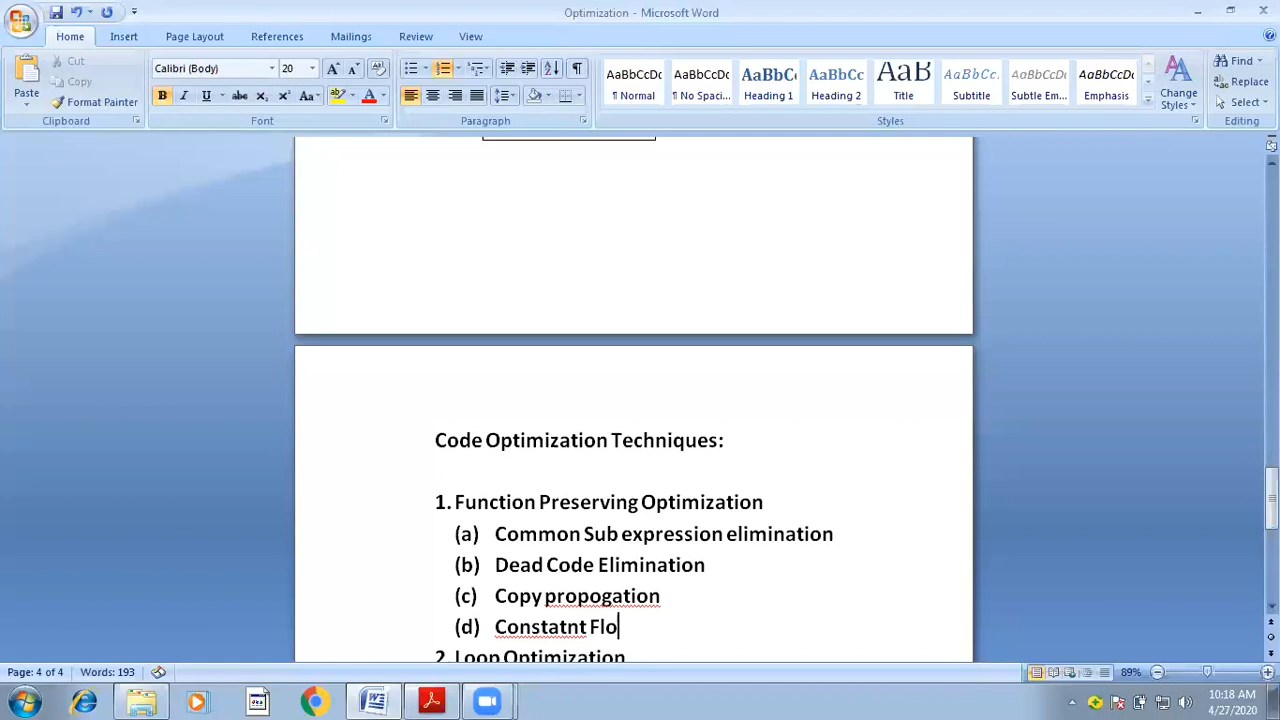 Optimization - Microsoft Word
Home Insert Page Layout References Mailings Review View
Paste
Cut
Copy
Format Painter
Clipboard
Calibri (Body) 20
Font
Paragraph
AaBbCcDc AaBbCcDc AaBbC AaBbCc AaB AaBbCc. AaBbCcDc AaBbCcDc
¶ Normal ¶ No Spaci... Heading 1 Heading 2 Title Subtitle Subtle Em... Emphasis
Change Styles
Styles
Find
Replace
Select
Editing
Code Optimization Techniques:
1. Function Preserving Optimization
(a) Common Sub expression elimination
(b) Dead Code Elimination
(c) Copy propogation
(d) Constatnt Flo
2. Loop Optimization
Page: 4 of 4 Words: 193 89%
10:18 AM
4/27/2020